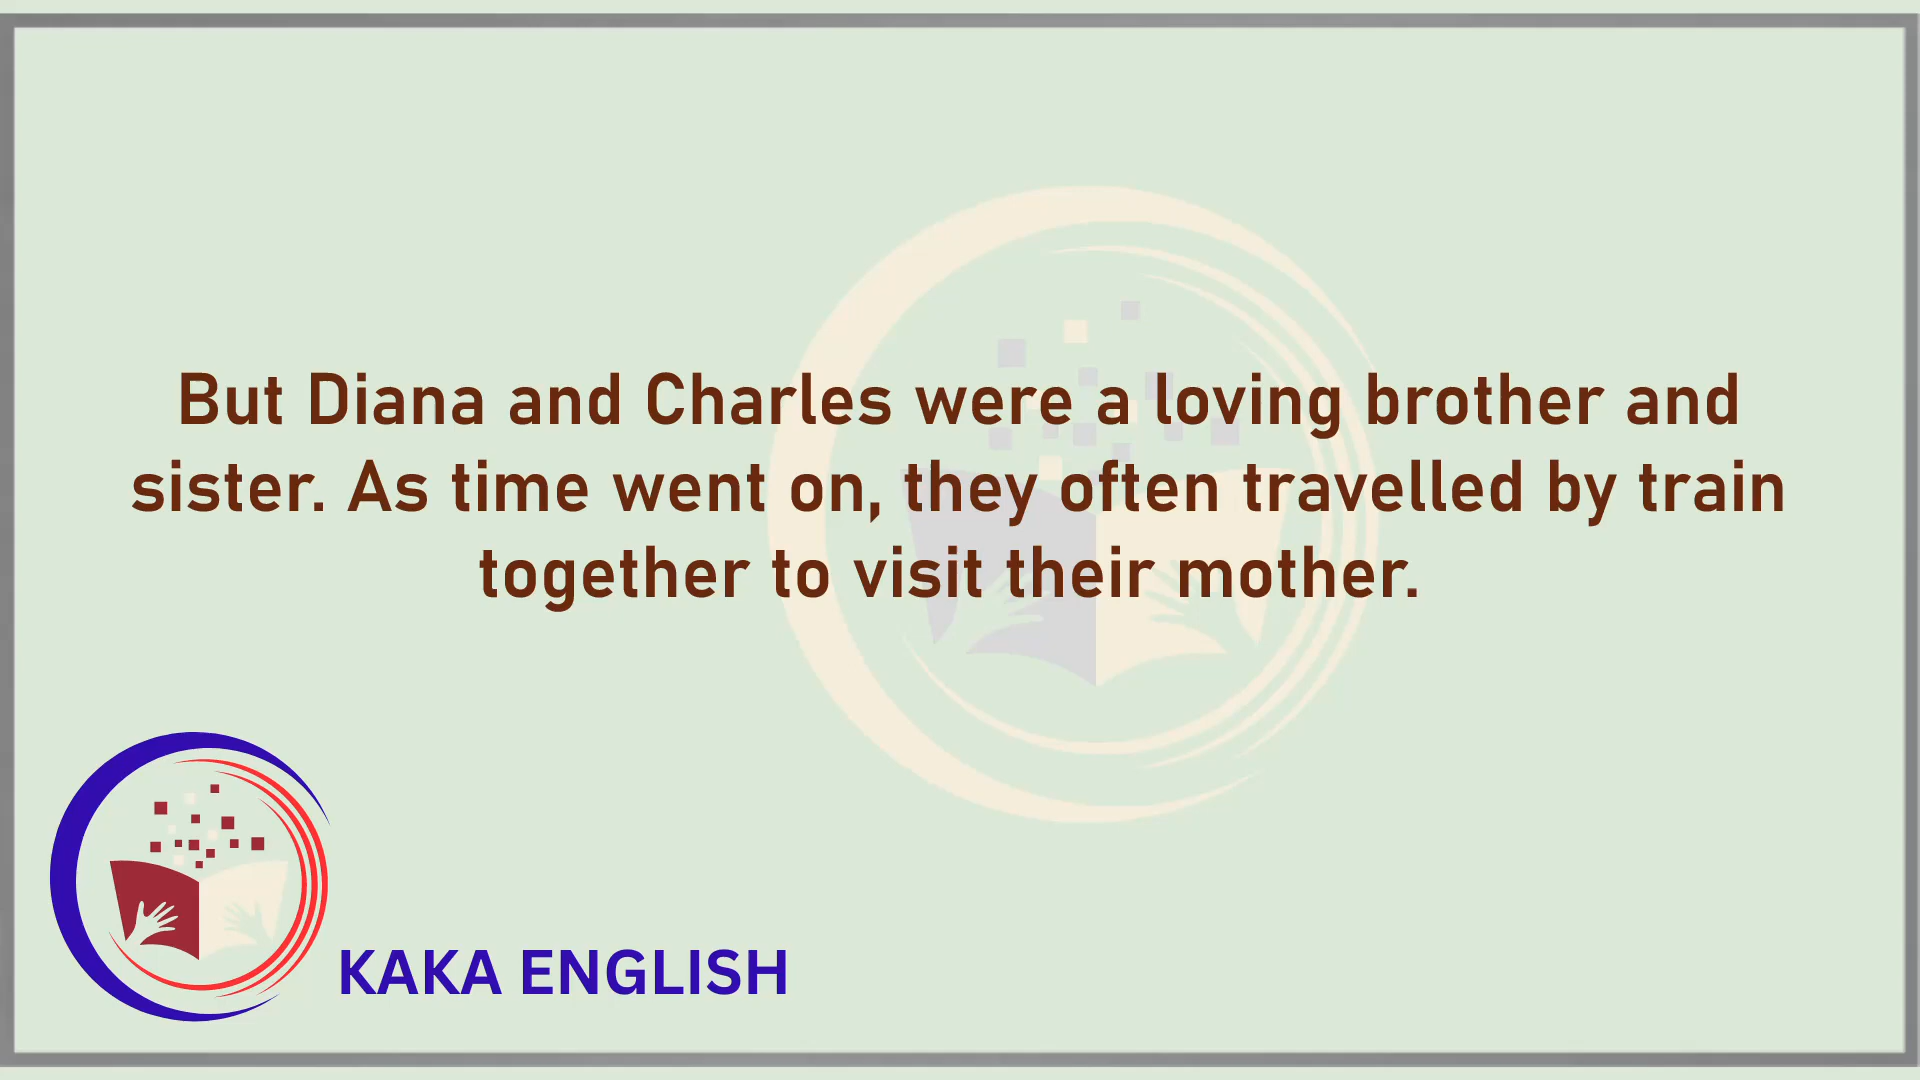 But Diana and Charles were a loving brother and
sister. As time went on, they often travelled by train
together to visit their mother.
KAKA ENGLISH